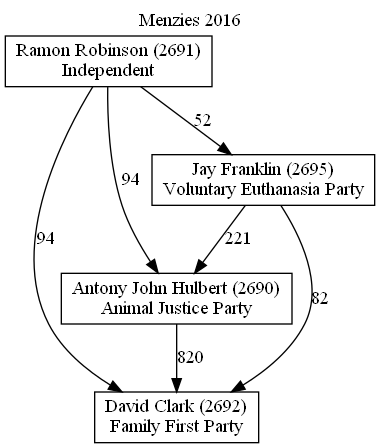 Menzies 2016
Ramon Robinson (2691)
Independent
52
Jay Franklin (2695)
Voluntary Euthanasia Party
94
94
221
Antony John Hulbert (2690)
Animal Justice Party
82
820
David Clark (2692)
Family First Party